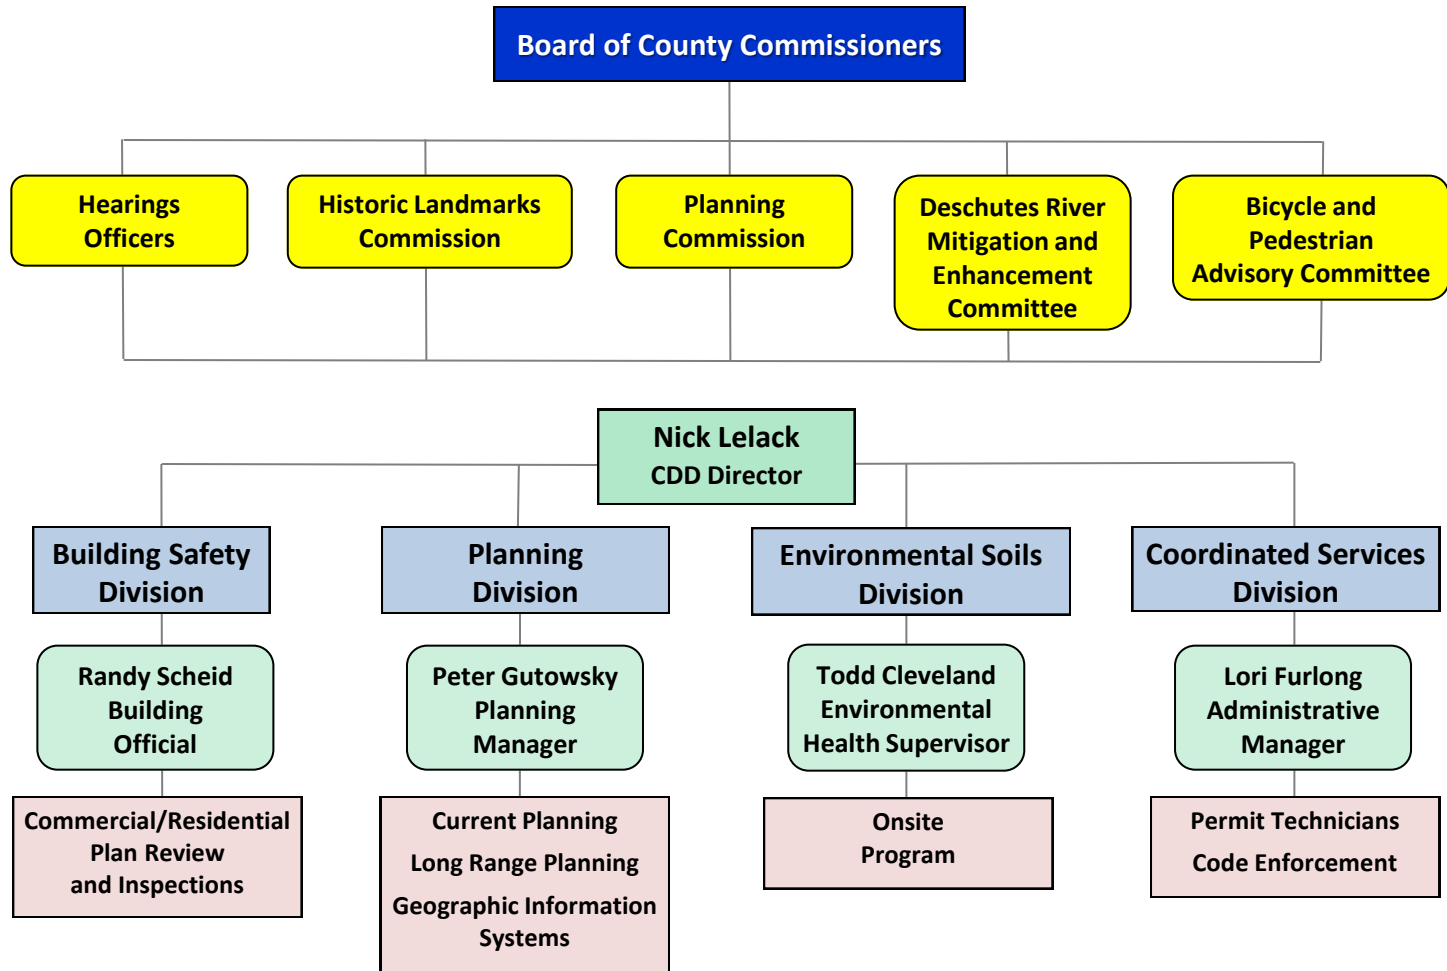 Board of County Commissioners
Hearings
Officers
Historic Landmarks
Commission
Planning
Commission
Deschutes River
Mitigation and
Enhancement
Committee
Bicycle and
Pedestrian
Advisory Committee
Nick Lelack
CDD Director
Building Safety
Division
Planning
Division
Environmental Soils
Division
Coordinated Services
Division
Randy Scheid
Building
Official
Peter Gutowsky
Planning
Manager
Todd Cleveland
Environmental
Health Supervisor
Lori Furlong
Administrative
Manager
Commercial/Residential
Plan Review
and Inspections
Current Planning
Long Range Planning
Geographic Information
Systems
Onsite
Program
Permit Technicians
Code Enforcement